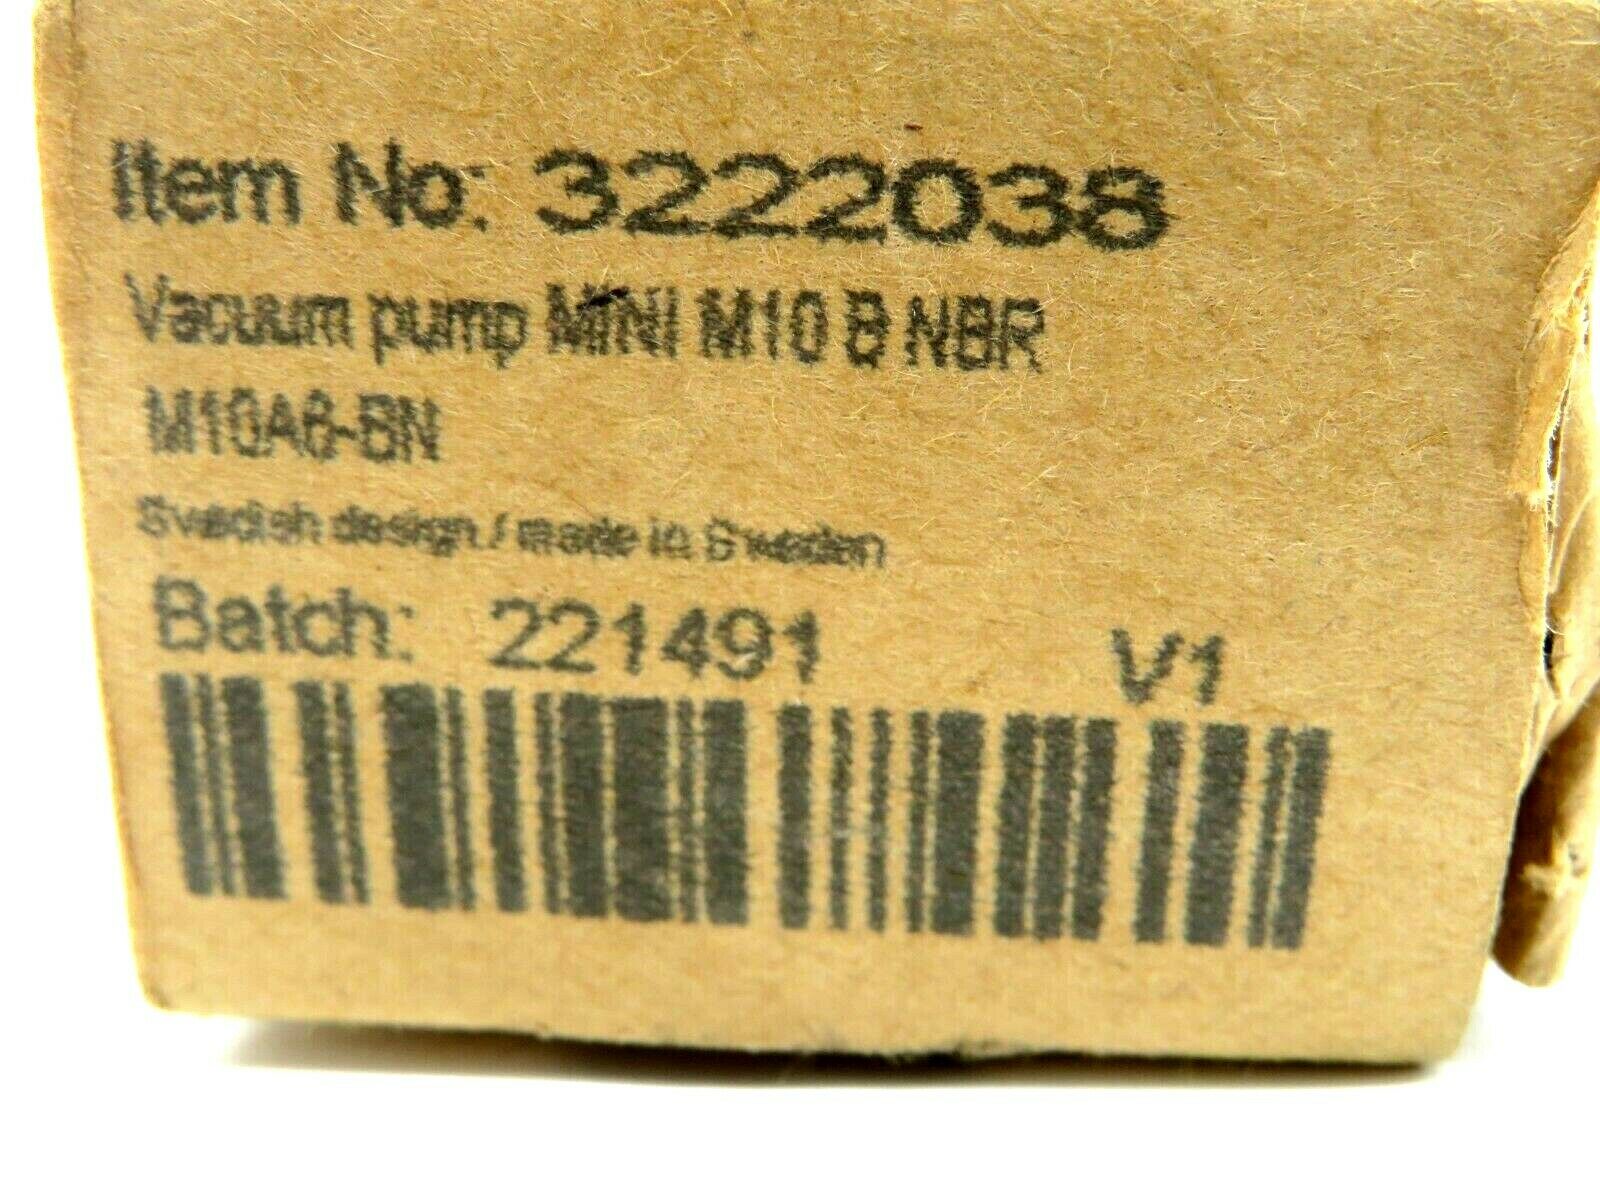 Item No: 3222038
Vacuum pump MINI M10 B NBR
M10A6-BN
Swedish design / made in Sweden
Batch: 221491 V1